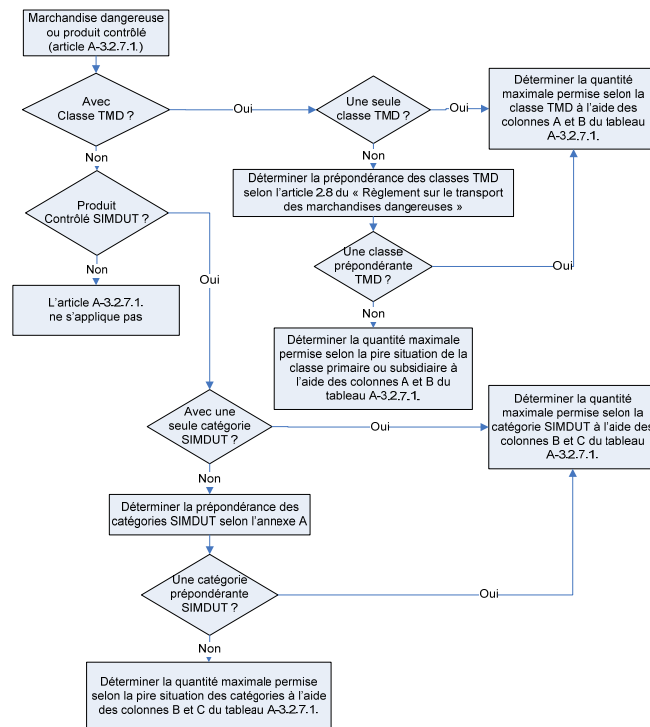 Marchandise dangereuse
ou produit contrôlé
(article A-3.2.7.1.)
Avec
Classe TMD ?
Oui
Une seule
classe TMD ?
Oui
Déterminer la quantité
maximale permise selon la
classe TMD à l'aide des
colonnes A et B du tableau
A-3.2.7.1.
Non
Non
Déterminer la prépondérance des classes TMD
selon l'article 2.8 du « Règlement sur le transport
des marchandises dangereuses »
Produit
Contrôlé SIMDUT ?
Oui
Une classe
prépondérante
TMD ?
Oui
Non
Non
L'article A-3.2.7.1.
ne s'applique pas
Déterminer la quantité maximale
permise selon la pire situation de la
classe primaire ou subsidiaire à
l'aide des colonnes A et B du
tableau A-3.2.7.1.
Avec une
seule catégorie
SIMDUT ?
Oui
Déterminer la quantité
maximale permise selon la
catégorie SIMDUT à l'aide des
colonnes B et C du tableau
A-3.2.7.1.
Non
Déterminer la prépondérance des
catégories SIMDUT selon l'annexe A
Une catégorie
prépondérante
SIMDUT ?
Oui
Non
Déterminer la quantité maximale permise
selon la pire situation des catégories à l'aide
des colonnes B et C du tableau A-3.2.7.1.